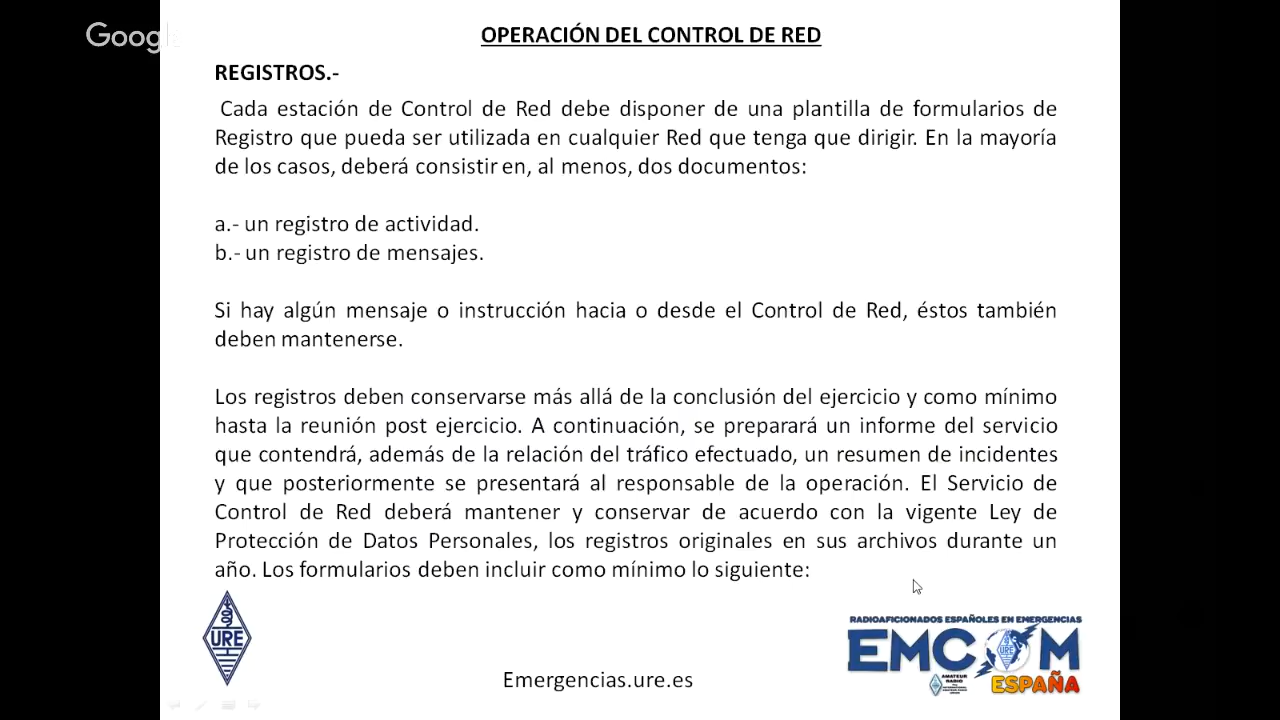 Google
OPERACIÓN DEL CONTROL DE RED
REGISTROS.-
Cada estación de Control de Red debe disponer de una plantilla de formularios de
Registro que pueda ser utilizada en cualquier Red que tenga que dirigir. En la mayoría
de los casos, deberá consistir en, al menos, dos documentos:
a.- un registro de actividad.
b.- un registro de mensajes.
Si hay algún mensaje o instrucción hacia o desde el Control de Red, éstos también
deben mantenerse.
Los registros deben conservarse más allá de la conclusión del ejercicio y como mínimo
hasta la reunión post ejercicio. A continuación, se preparará un informe del servicio
que contendrá, además de la relación del tráfico efectuado, un resumen de incidentes
y que posteriormente se presentará al responsable de la operación. El Servicio de
Control de Red deberá mantener y conservar de acuerdo con la vigente Ley de
Protección de Datos Personales, los registros originales en sus archivos durante un
año. Los formularios deben incluir como mínimo lo siguiente:
URE
Emergencias.ure.es
RADIOAFICIONADOS ESPAÑOLES EN EMERGENCIAS
EMCOM
URE
AMATEUR
RADIO
ESPAÑA